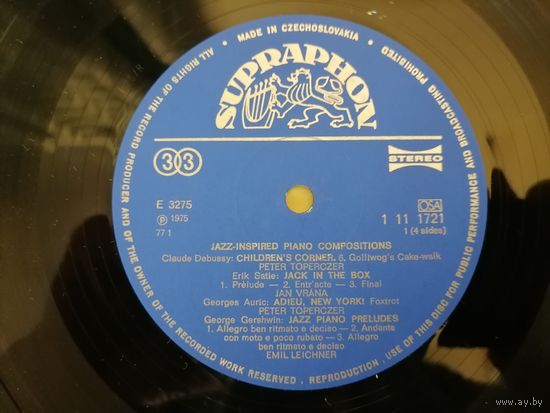 · MADE IN CZECHOSLOVAKIA ·
ALL RIGHTS OF THE RECORD PRODUCER AND OF THE OWNER OF THE RECORDED WORK RESERVED · REPRODUCTION · USE OF THIS DISC FOR PUBLIC PERFORMANCE AND BROADCASTING PROHIBITED
SUPRAPHON
33
STEREO
E 3275
OSA
Ⓟ 1975
1 11 1721
77 1
1 (4 sides)
JAZZ-INSPIRED PIANO COMPOSITIONS
Claude Debussy: CHILDREN'S CORNER. 6. Golliwog's Cake-walk
PETER TOPERCZER
Erik Satie: JACK IN THE BOX
1. Prélude — 2. Entr'acte — 3. Final
JAN VRÁNA
Georges Auric: ADIEU, NEW YORK! Foxtrot
PETER TOPERCZER
George Gershwin: JAZZ PIANO PRELUDES
1. Allegro ben ritmato e deciso — 2. Andante
con moto e poco rubato — 3. Allegro
ben ritmato e deciso
EMIL LEICHNER
www.ay.by